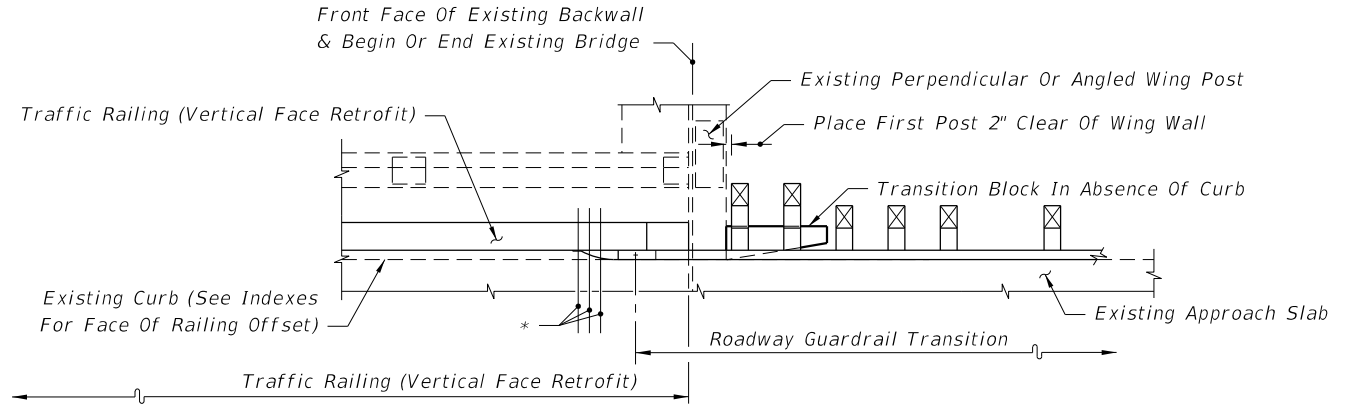 Front Face Of Existing Backwall
& Begin Or End Existing Bridge
Existing Perpendicular Or Angled Wing Post
Traffic Railing (Vertical Face Retrofit)
Place First Post 2" Clear Of Wing Wall
Transition Block In Absence Of Curb
Existing Curb (See Indexes
For Face Of Railing Offset)
*
Existing Approach Slab
Roadway Guardrail Transition
Traffic Railing (Vertical Face Retrofit)